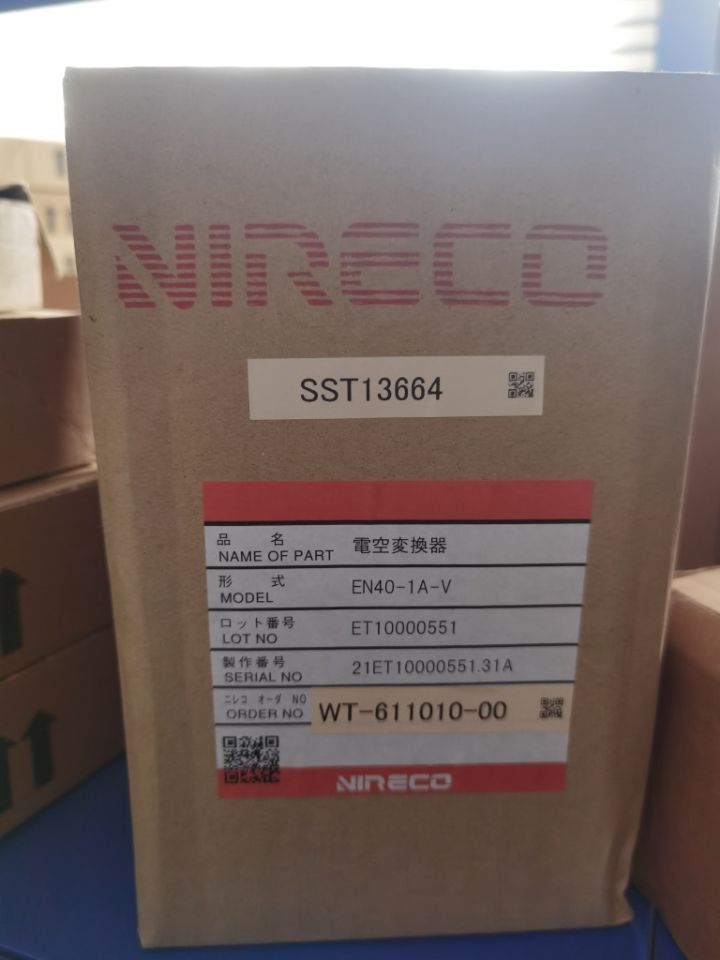 NIRECO
SST13664
品 名
NAME OF PART 電空変換器
形 式
MODEL EN40-1A-V
ロット番号
LOT NO ET10000551
製作番号
SERIAL NO 21ET10000551.31A
ニレコ オーダ NO
ORDER NO WT-611010-00
NIRECO